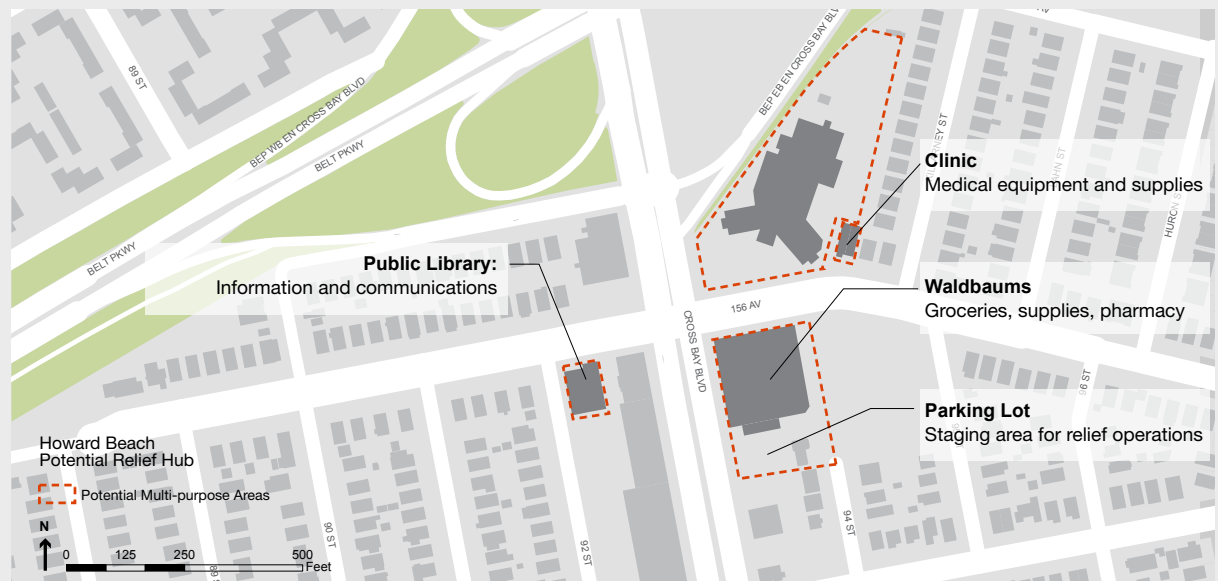 89 ST
BEP WB EN CROSS BAY BLVD
BELT PKWY
BELT PKWY
BEP EB EN CROSS BAY BLV
Clinic
Medical equipment and supplies
Public Library:
Information and communications
156 AV
CROSS BAY BLVD
Waldbaums
Groceries, supplies, pharmacy
96 ST
Parking Lot
Staging area for relief operations
94 ST
92 ST
90 ST
Howard Beach
Potential Relief Hub
Potential Multi-purpose Areas
N
0 125 250 500
Feet